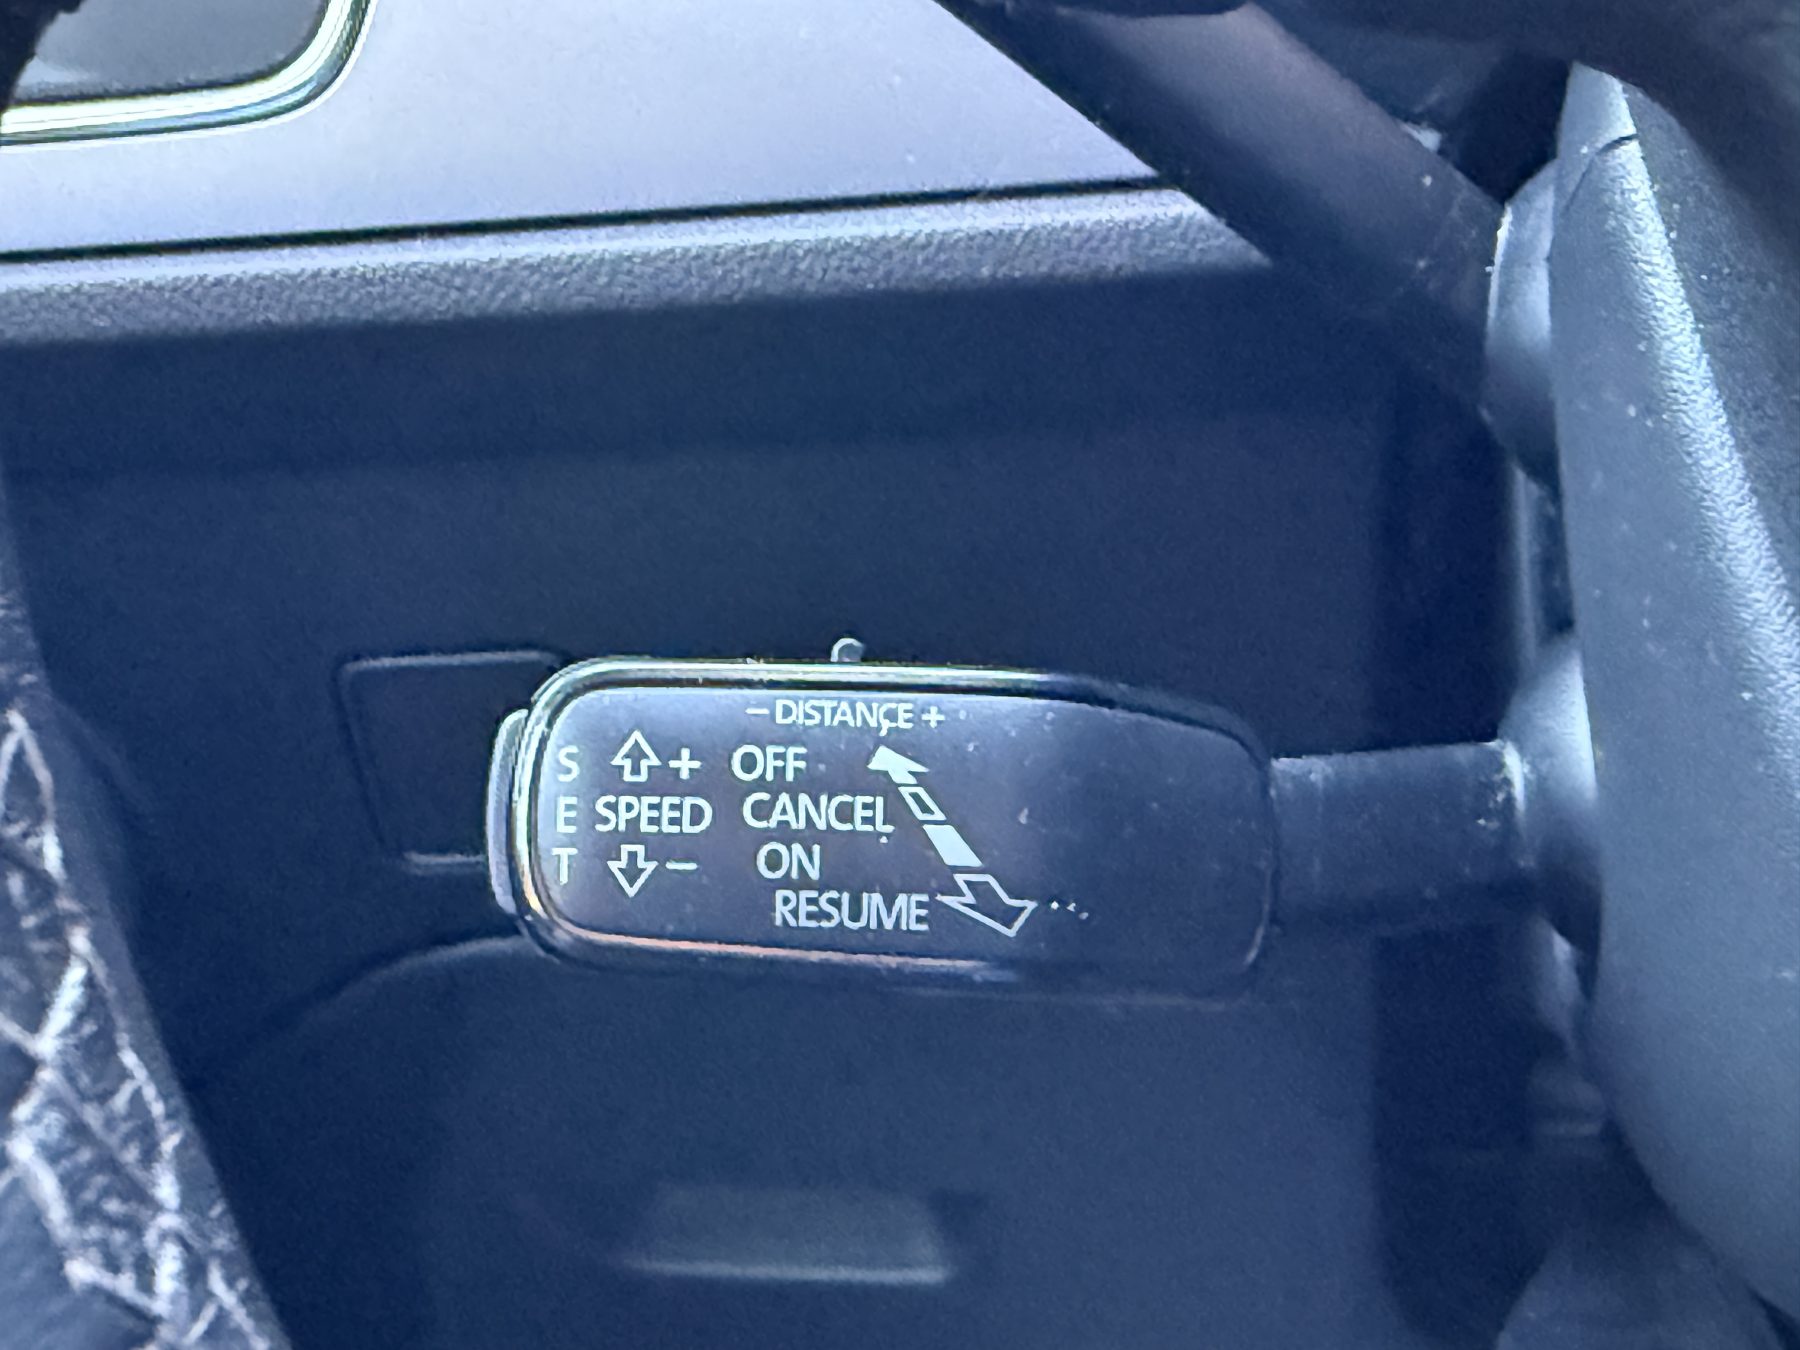 – DISTANCE +
S + OFF
E SPEED CANCEL
T – ON
RESUME